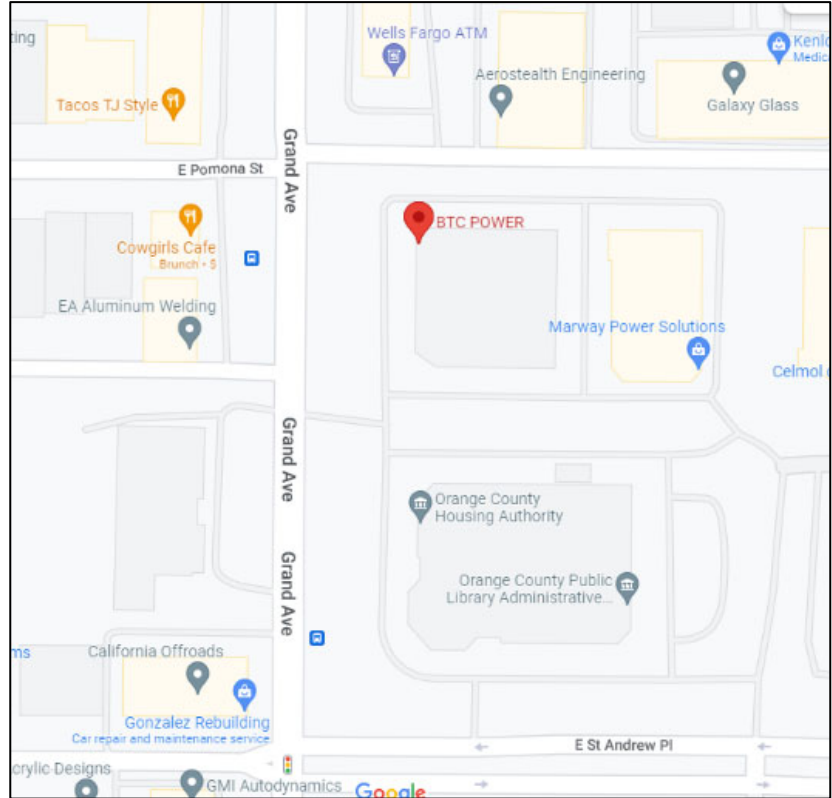 ting
Wells Fargo ATM
Kenlo
Medic
Aerostealth Engineering
Galaxy Glass
Tacos TJ Style
Grand Ave
E Pomona St
BTC POWER
Cowgirls Cafe
Brunch • $
EA Aluminum Welding
Marway Power Solutions
Celmol
Grand Ave
Orange County
Housing Authority
Grand Ave
Orange County Public
Library Administrative...
ms
California Offroads
Gonzalez Rebuilding
Car repair and maintenance service
E St Andrew Pl
crylic Designs
GMI Autodynamics
Google